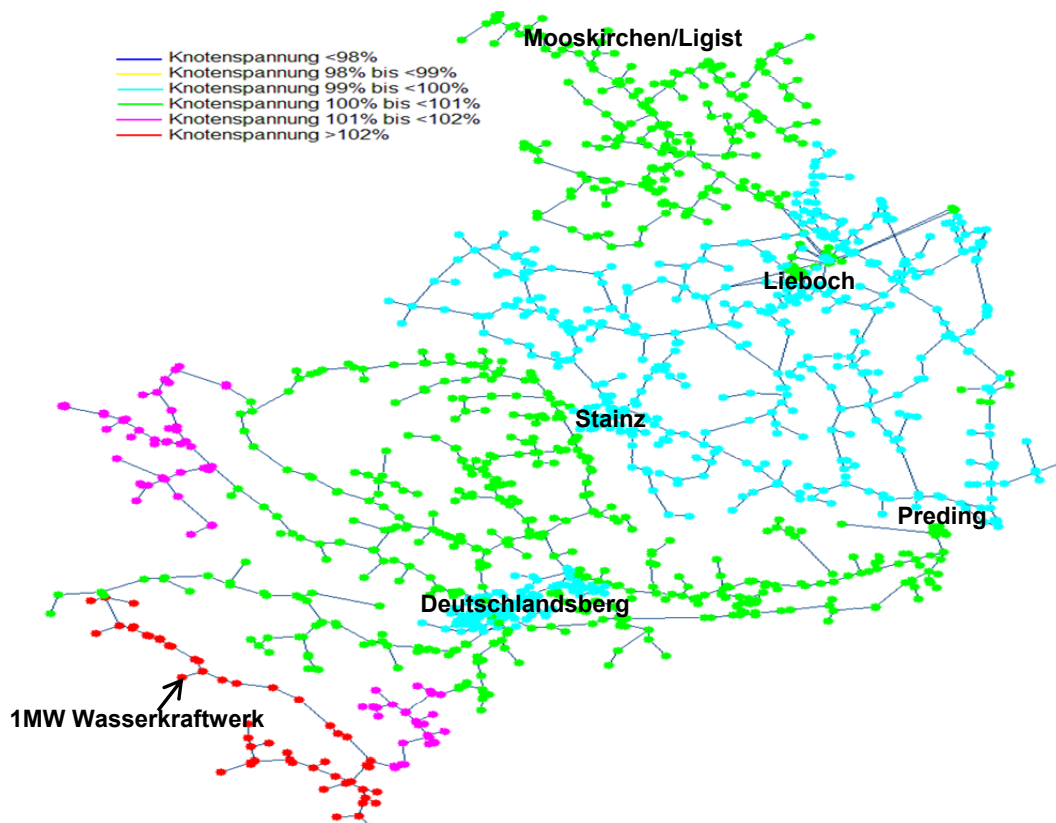 Mooskirchen/Ligist
Knotenspannung <98%
Knotenspannung 98% bis <99%
Knotenspannung 99% bis <100%
Knotenspannung 100% bis <101%
Knotenspannung 101% bis <102%
Knotenspannung >102%
Lieboch
Stainz
Preding
Deutschlandsberg
1MW Wasserkraftwerk